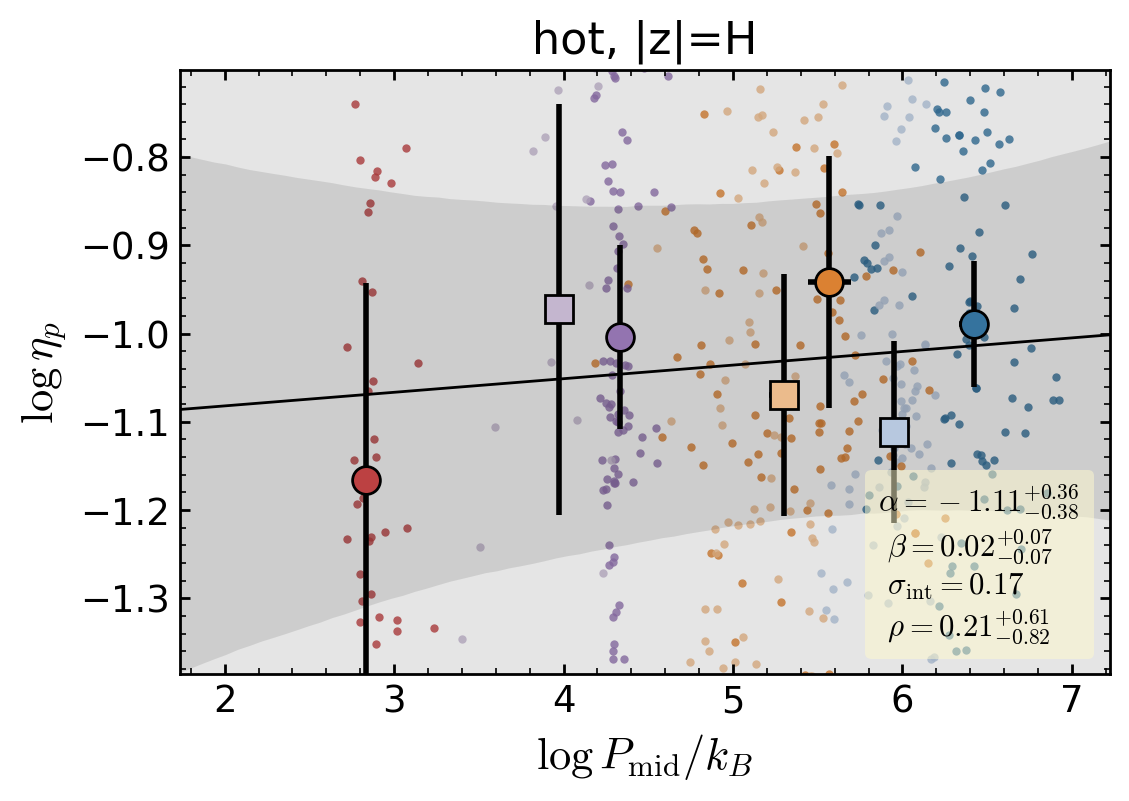 hot, |z|=H
−0.8
−0.9
−1.0
−1.1
−1.2
−1.3
log η_p
2 3 4 5 6 7
log P_mid/k_B
α = −1.11^{+0.36}_{−0.38}
β = 0.02^{+0.07}_{−0.07}
σ_int = 0.17
ρ = 0.21^{+0.61}_{−0.82}